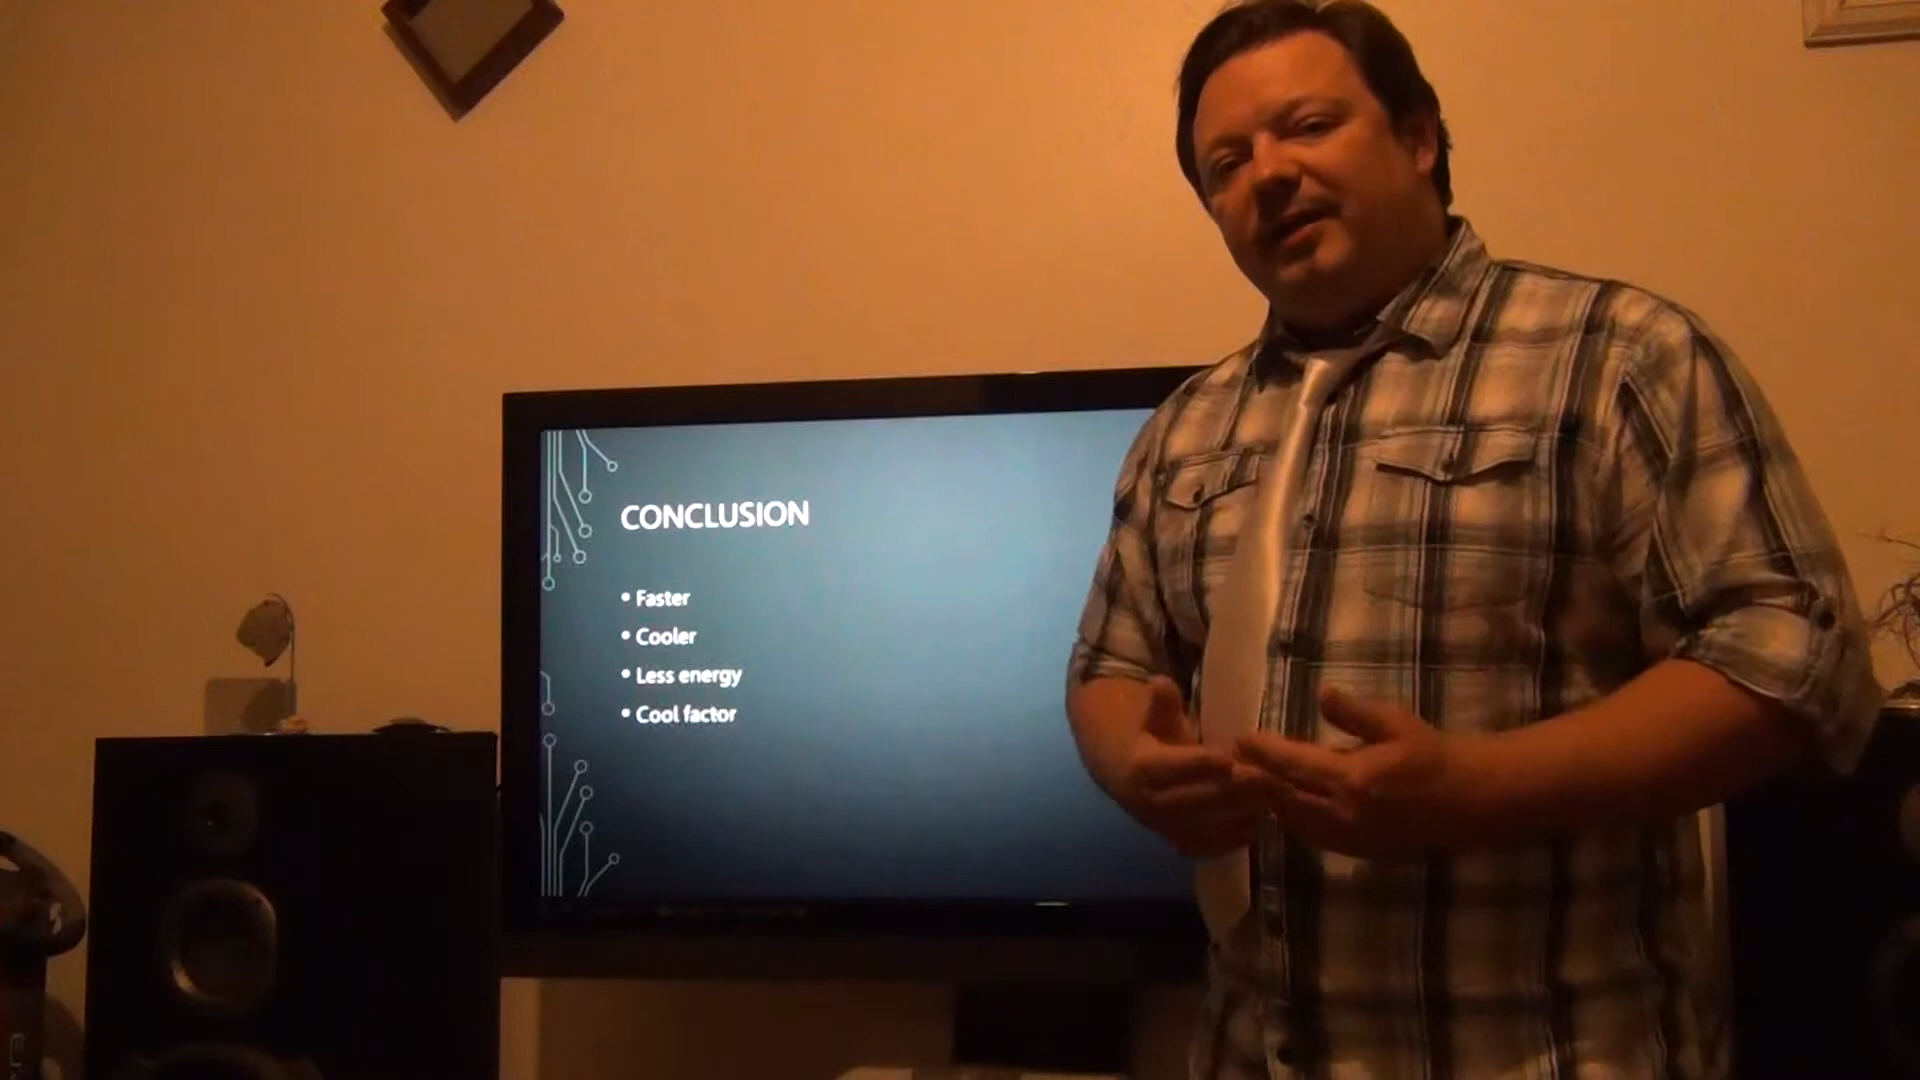 CONCLUSION
• Faster
• Cooler
• Less energy
• Cool factor